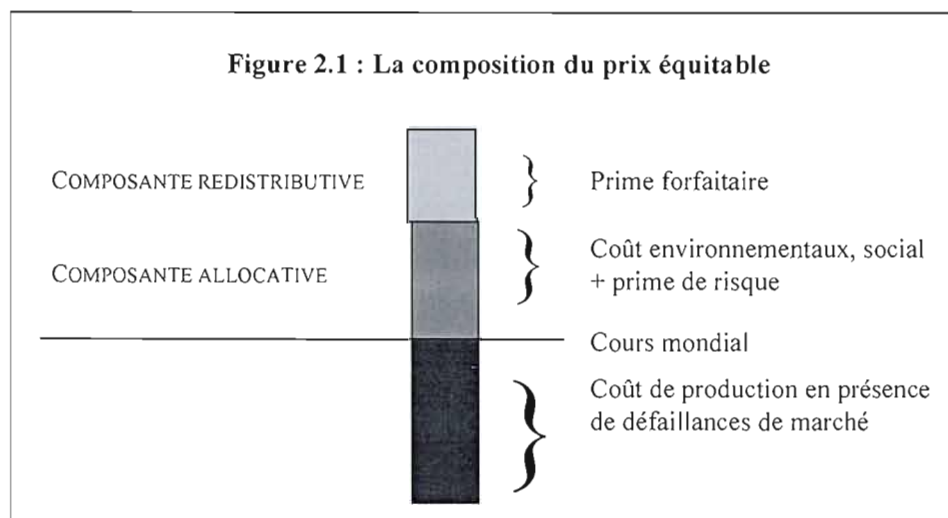 Figure 2.1 : La composition du prix équitable
COMPOSANTE REDISTRIBUTIVE
Prime forfaitaire
COMPOSANTE ALLOCATIVE
Coût environnementaux, social
+ prime de risque
Cours mondial
Coût de production en présence
de défaillances de marché